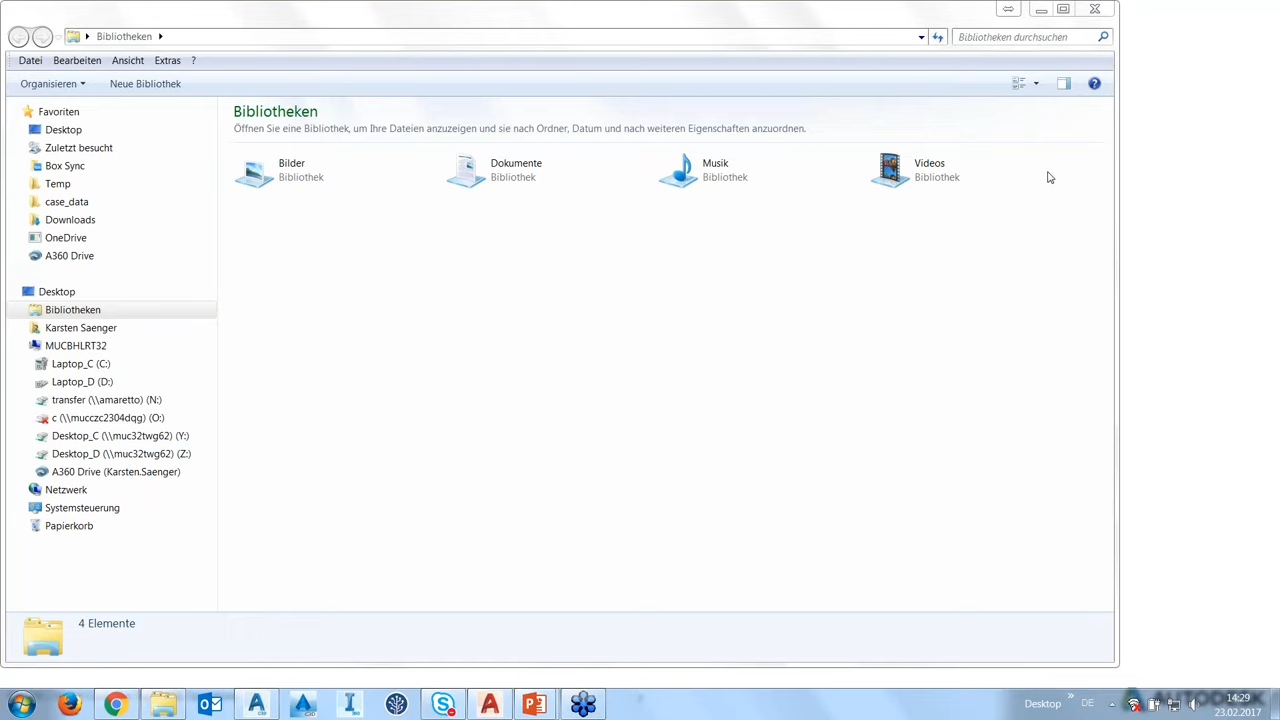 Bibliotheken
Bibliotheken durchsuchen
Datei Bearbeiten Ansicht Extras ?
Organisieren Neue Bibliothek
Favoriten
Desktop
Zuletzt besucht
Box Sync
Temp
case_data
Downloads
OneDrive
A360 Drive
Desktop
Bibliotheken
Karsten Saenger
MUCBHLRT32
Laptop_C (C:)
Laptop_D (D:)
transfer (\\amaretto) (N:)
c (\\mucczc2304dqg) (O:)
Desktop_C (\\muc32twg62) (Y:)
Desktop_D (\\muc32twg62) (Z:)
A360 Drive (Karsten.Saenger)
Netzwerk
Systemsteuerung
Papierkorb
Bibliotheken
Öffnen Sie eine Bibliothek, um Ihre Dateien anzuzeigen und sie nach Ordner, Datum und nach weiteren Eigenschaften anzuordnen.
Bilder
Bibliothek
Dokumente
Bibliothek
Musik
Bibliothek
Videos
Bibliothek
4 Elemente
Desktop » DE
14:29
23.02.2017